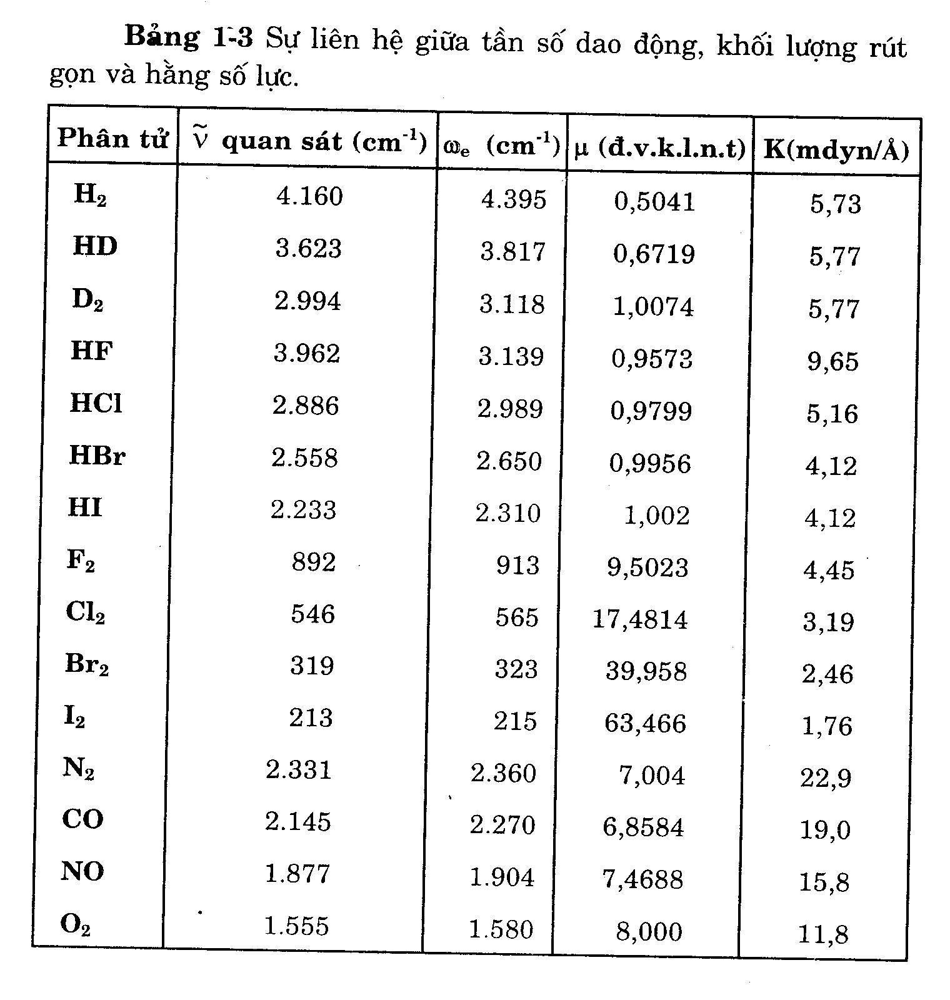 Bảng 1-3 Sự liên hệ giữa tần số dao động, khối lượng rút
gọn và hằng số lực.
Phân tử ν̃ quan sát (cm⁻¹) ωₑ (cm⁻¹) μ (đ.v.k.l.n.t) K(mdyn/Å)
H₂ 4.160 4.395 0,5041 5,73
HD 3.623 3.817 0,6719 5,77
D₂ 2.994 3.118 1,0074 5,77
HF 3.962 3.139 0,9573 9,65
HCl 2.886 2.989 0,9799 5,16
HBr 2.558 2.650 0,9956 4,12
HI 2.233 2.310 1,002 4,12
F₂ 892 913 9,5023 4,45
Cl₂ 546 565 17,4814 3,19
Br₂ 319 323 39,958 2,46
I₂ 213 215 63,466 1,76
N₂ 2.331 2.360 7,004 22,9
CO 2.145 2.270 6,8584 19,0
NO 1.877 1.904 7,4688 15,8
O₂ 1.555 1.580 8,000 11,8